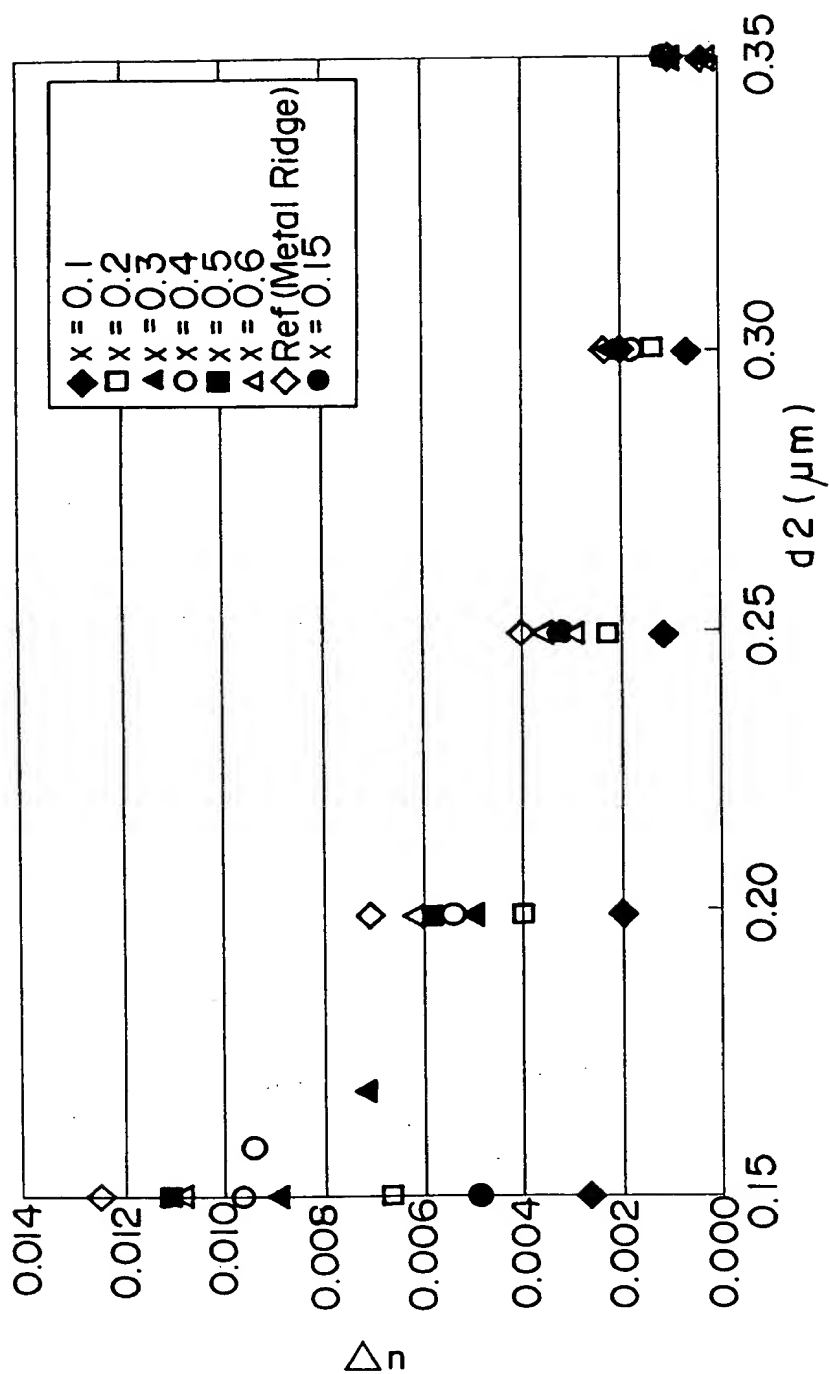 0.014
0.012
0.010
0.008
0.006
0.004
0.002
0.000
Δn
x = 0.1
x = 0.2
x = 0.3
x = 0.4
x = 0.5
x = 0.6
Ref (Metal Ridge)
x = 0.15
0.15
0.20
0.25
0.30
0.35
d2 (μm)